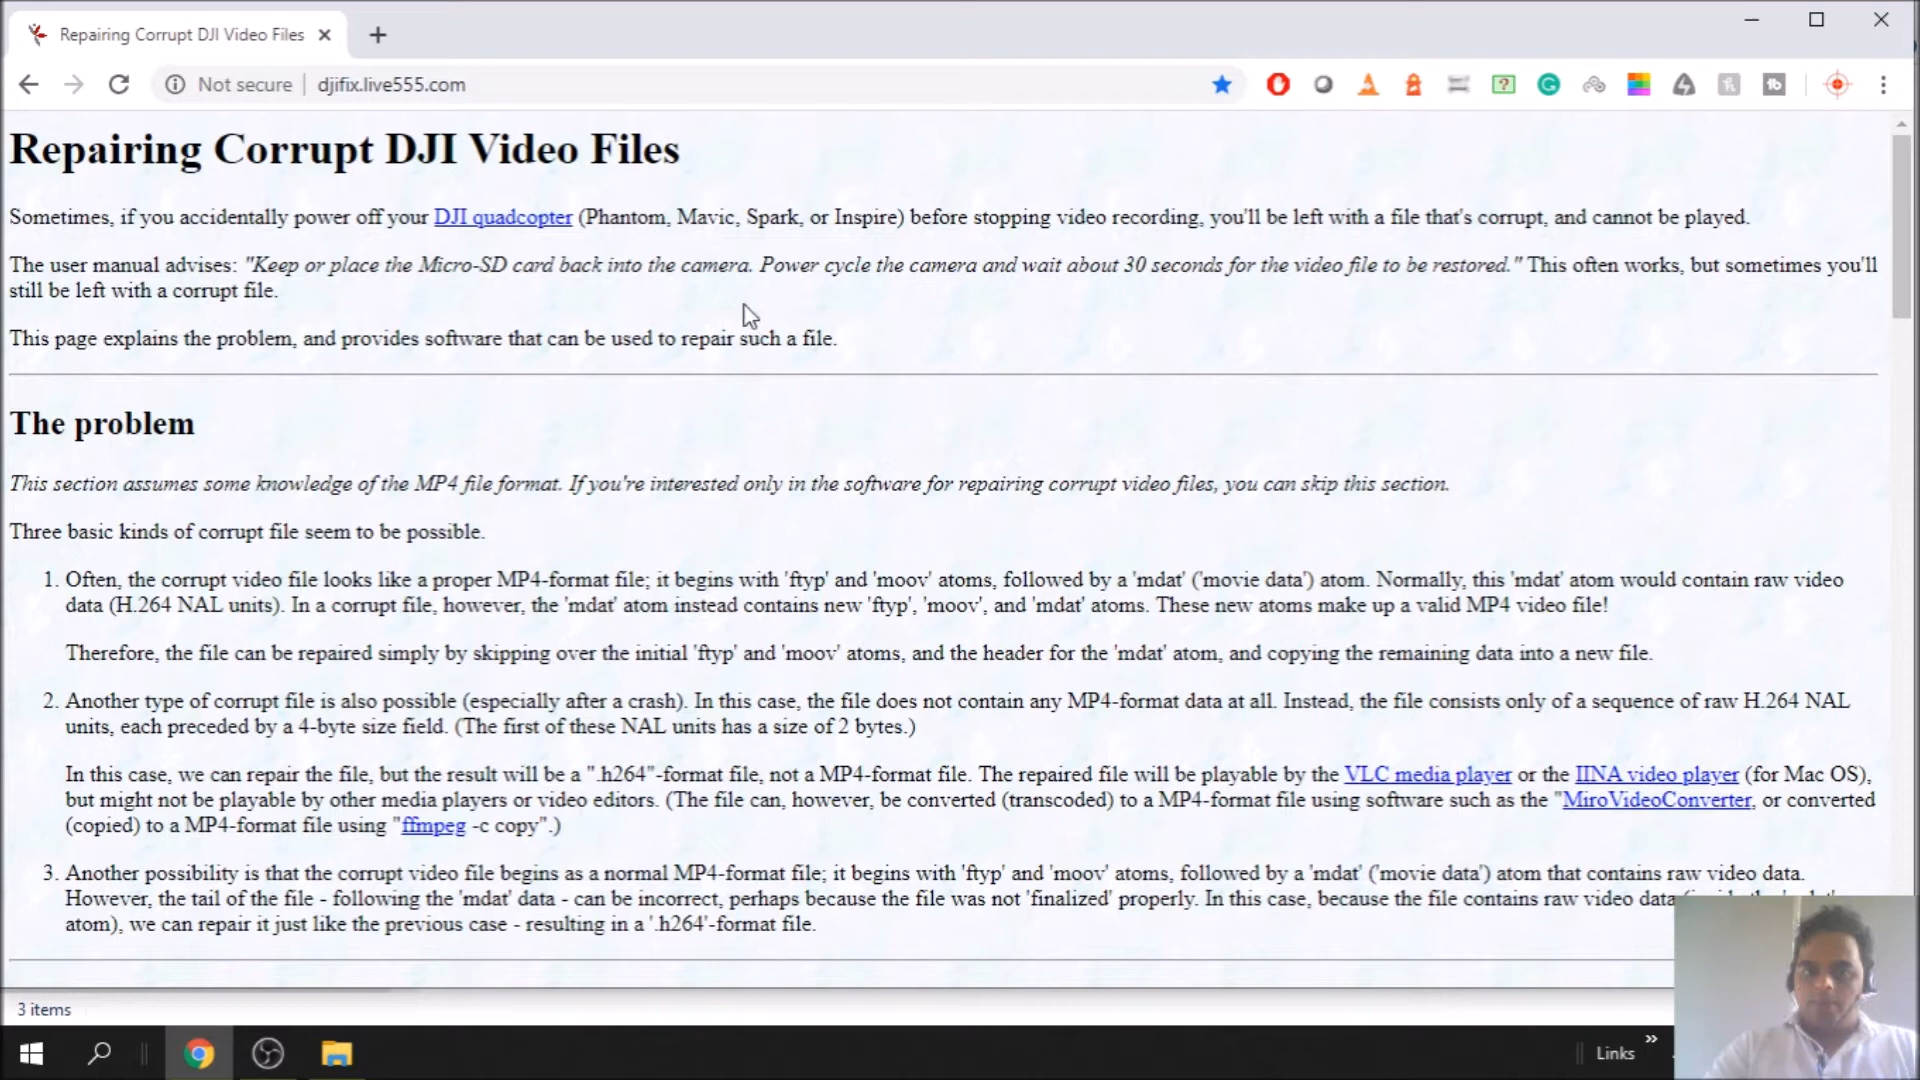 Repairing Corrupt DJI Video Files
Not secure
djifix.live555.com
Repairing Corrupt DJI Video Files
Sometimes, if you accidentally power off your DJI quadcopter (Phantom, Mavic, Spark, or Inspire) before stopping video recording, you'll be left with a file that's corrupt, and cannot be played.
The user manual advises: "Keep or place the Micro-SD card back into the camera. Power cycle the camera and wait about 30 seconds for the video file to be restored." This often works, but sometimes you'll
still be left with a corrupt file.
This page explains the problem, and provides software that can be used to repair such a file.
The problem
This section assumes some knowledge of the MP4 file format. If you're interested only in the software for repairing corrupt video files, you can skip this section.
Three basic kinds of corrupt file seem to be possible.
1. Often, the corrupt video file looks like a proper MP4-format file; it begins with 'ftyp' and 'moov' atoms, followed by a 'mdat' ('movie data') atom. Normally, this 'mdat' atom would contain raw video
data (H.264 NAL units). In a corrupt file, however, the 'mdat' atom instead contains new 'ftyp', 'moov', and 'mdat' atoms. These new atoms make up a valid MP4 video file!
Therefore, the file can be repaired simply by skipping over the initial 'ftyp' and 'moov' atoms, and the header for the 'mdat' atom, and copying the remaining data into a new file.
2. Another type of corrupt file is also possible (especially after a crash). In this case, the file does not contain any MP4-format data at all. Instead, the file consists only of a sequence of raw H.264 NAL
units, each preceded by a 4-byte size field. (The first of these NAL units has a size of 2 bytes.)
In this case, we can repair the file, but the result will be a ".h264"-format file, not a MP4-format file. The repaired file will be playable by the VLC media player or the IINA video player (for Mac OS),
but might not be playable by other media players or video editors. (The file can, however, be converted (transcoded) to a MP4-format file using software such as the "MiroVideoConverter, or converted
(copied) to a MP4-format file using "ffmpeg -c copy".)
3. Another possibility is that the corrupt video file begins as a normal MP4-format file; it begins with 'ftyp' and 'moov' atoms, followed by a 'mdat' ('movie data') atom that contains raw video data.
However, the tail of the file - following the 'mdat' data - can be incorrect, perhaps because the file was not 'finalized' properly. In this case, because the file contains raw video data
atom), we can repair it just like the previous case - resulting in a '.h264'-format file.
3 items
Links